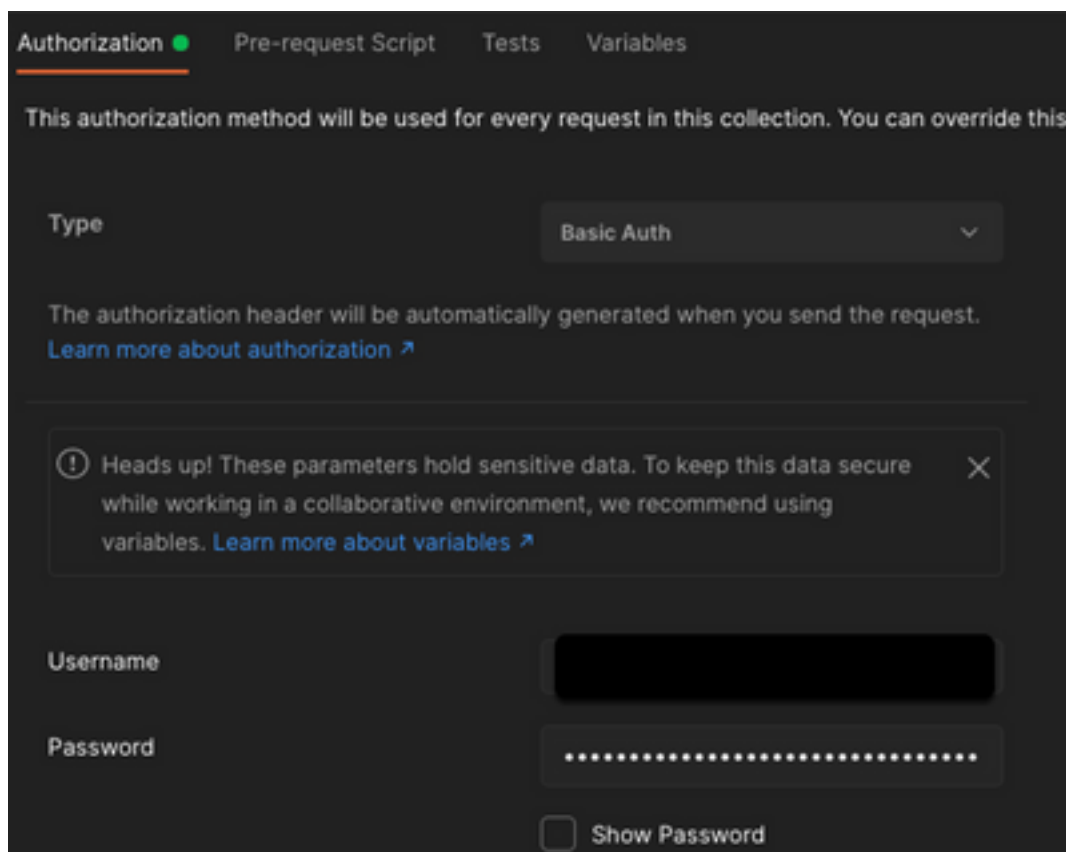 Authorization Pre-request Script Tests Variables
This authorization method will be used for every request in this collection. You can override this
Type Basic Auth
The authorization header will be automatically generated when you send the request.
Learn more about authorization ↗
Heads up! These parameters hold sensitive data. To keep this data secure
while working in a collaborative environment, we recommend using
variables. Learn more about variables ↗
Username
Password ••••••••••••••••••••••••••••••••
Show Password